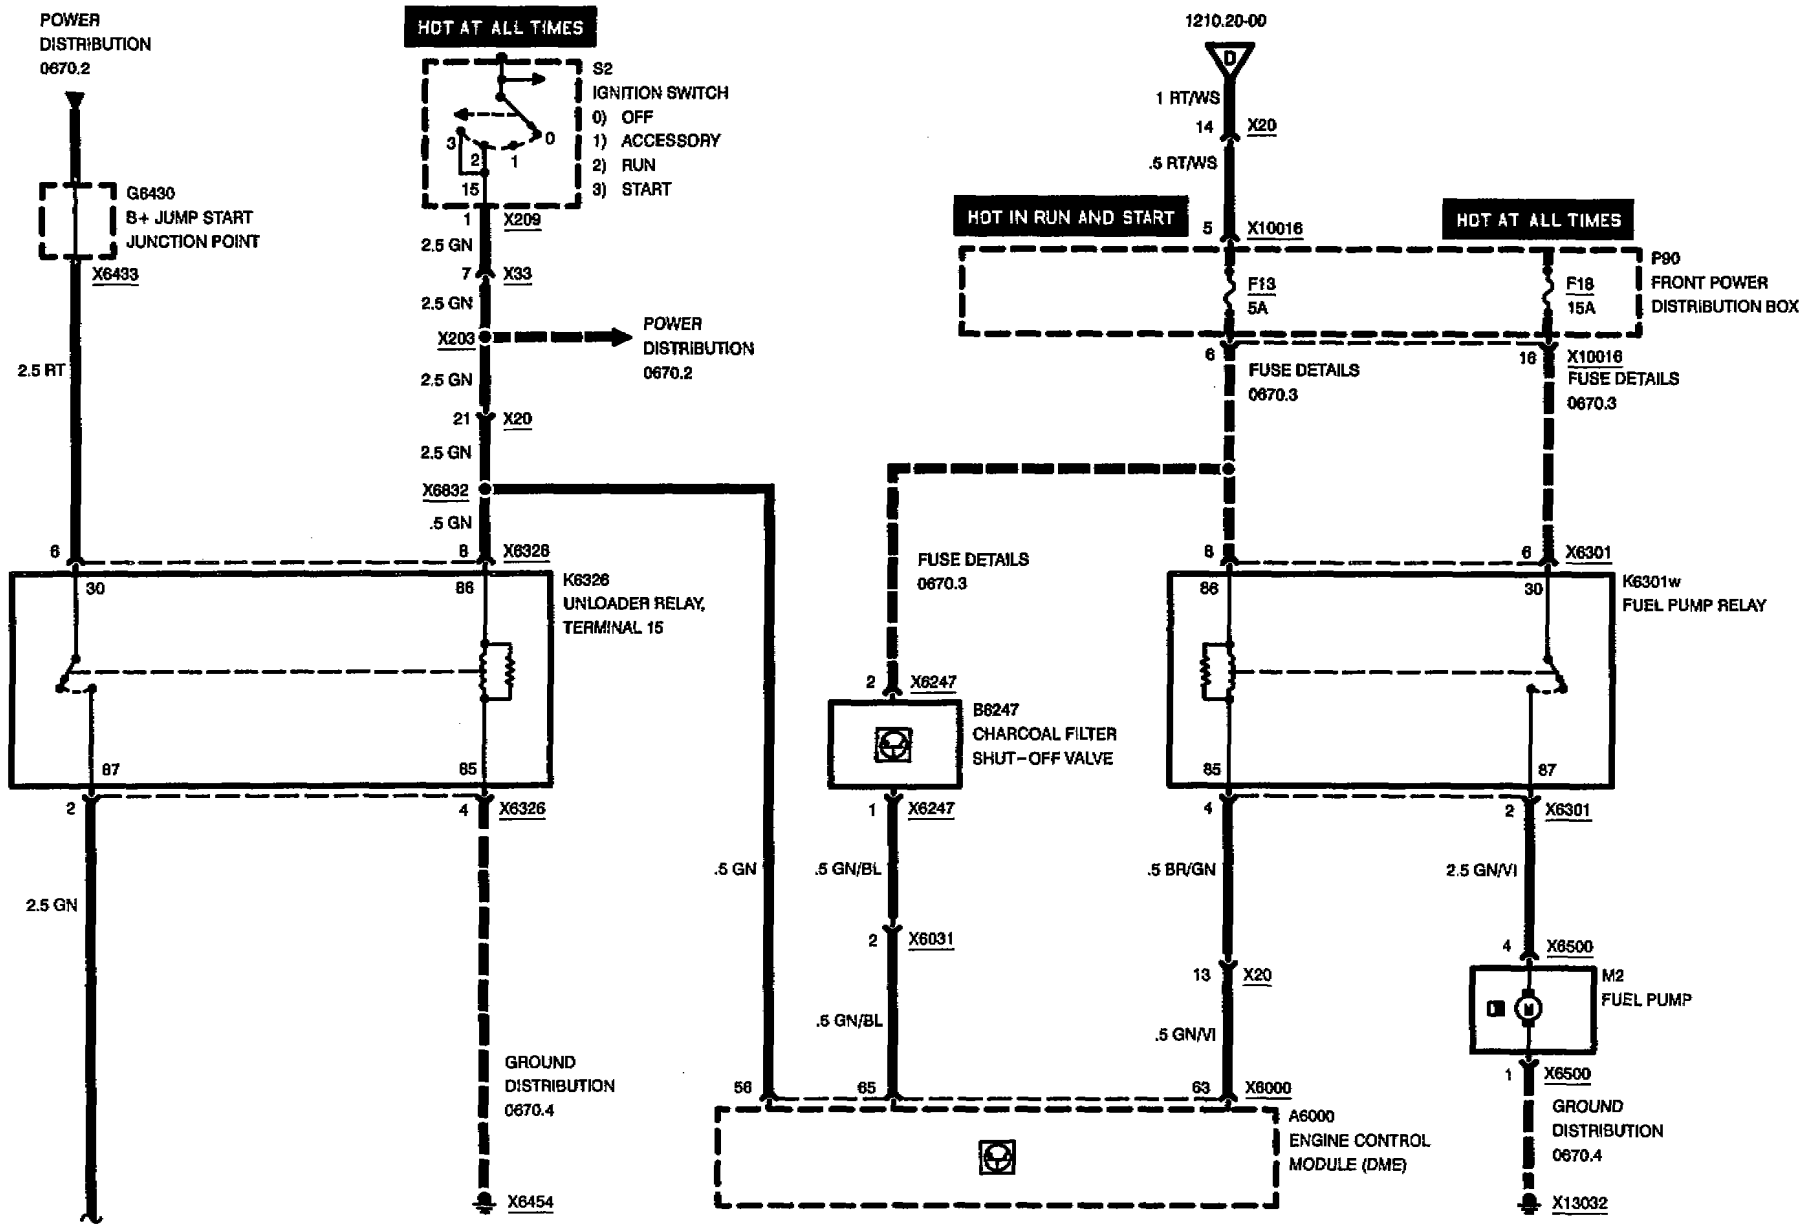 POWER
DISTRIBUTION
0670.2
HOT AT ALL TIMES
S2
IGNITION SWITCH
0) OFF
1) ACCESSORY
2) RUN
3) START
3
2
1
0
15
1 X209
2.5 GN
7 X33
2.5 GN
X203
POWER
DISTRIBUTION
0670.2
2.5 GN
21 X20
2.5 GN
X6832
.5 GN
G6430
B+ JUMP START
JUNCTION POINT
X6433
2.5 RT
6
8 X6326
30
86
K6326
UNLOADER RELAY,
TERMINAL 15
87
85
2
4 X6326
2.5 GN
GROUND
DISTRIBUTION
0670.4
X6454
1210.20-00
D
1 RT/WS
14 X20
.5 RT/WS
HOT IN RUN AND START
5 X10016
HOT AT ALL TIMES
F13
5A
F18
15A
P90
FRONT POWER
DISTRIBUTION BOX
6
FUSE DETAILS
0670.3
16 X10016
FUSE DETAILS
0670.3
FUSE DETAILS
0670.3
8
6 X6301
86
30
K6301w
FUEL PUMP RELAY
2 X6247
B6247
CHARCOAL FILTER
SHUT-OFF VALVE
85
87
1 X6247
4
2 X6301
.5 GN
.5 GN/BL
.5 BR/GN
2.5 GN/VI
2 X6031
13 X20
4 X6500
M2
FUEL PUMP
M
.5 GN/BL
.5 GN/VI
1 X6500
56
65
63 X6000
A6000
ENGINE CONTROL
MODULE (DME)
GROUND
DISTRIBUTION
0670.4
X13032